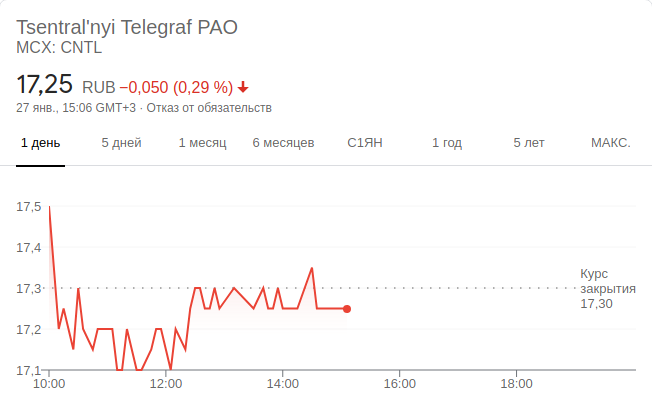 Tsentral'nyi Telegraf PAO
MCX: CNTL
17,25 RUB −0,050 (0,29 %)
27 янв., 15:06 GMT+3 · Отказ от обязательств
1 день 5 дней 1 месяц 6 месяцев С1ЯН 1 год 5 лет МАКС.
17,5
17,4
17,3
17,2
17,1
Курс
закрытия
17,30
10:00 12:00 14:00 16:00 18:00